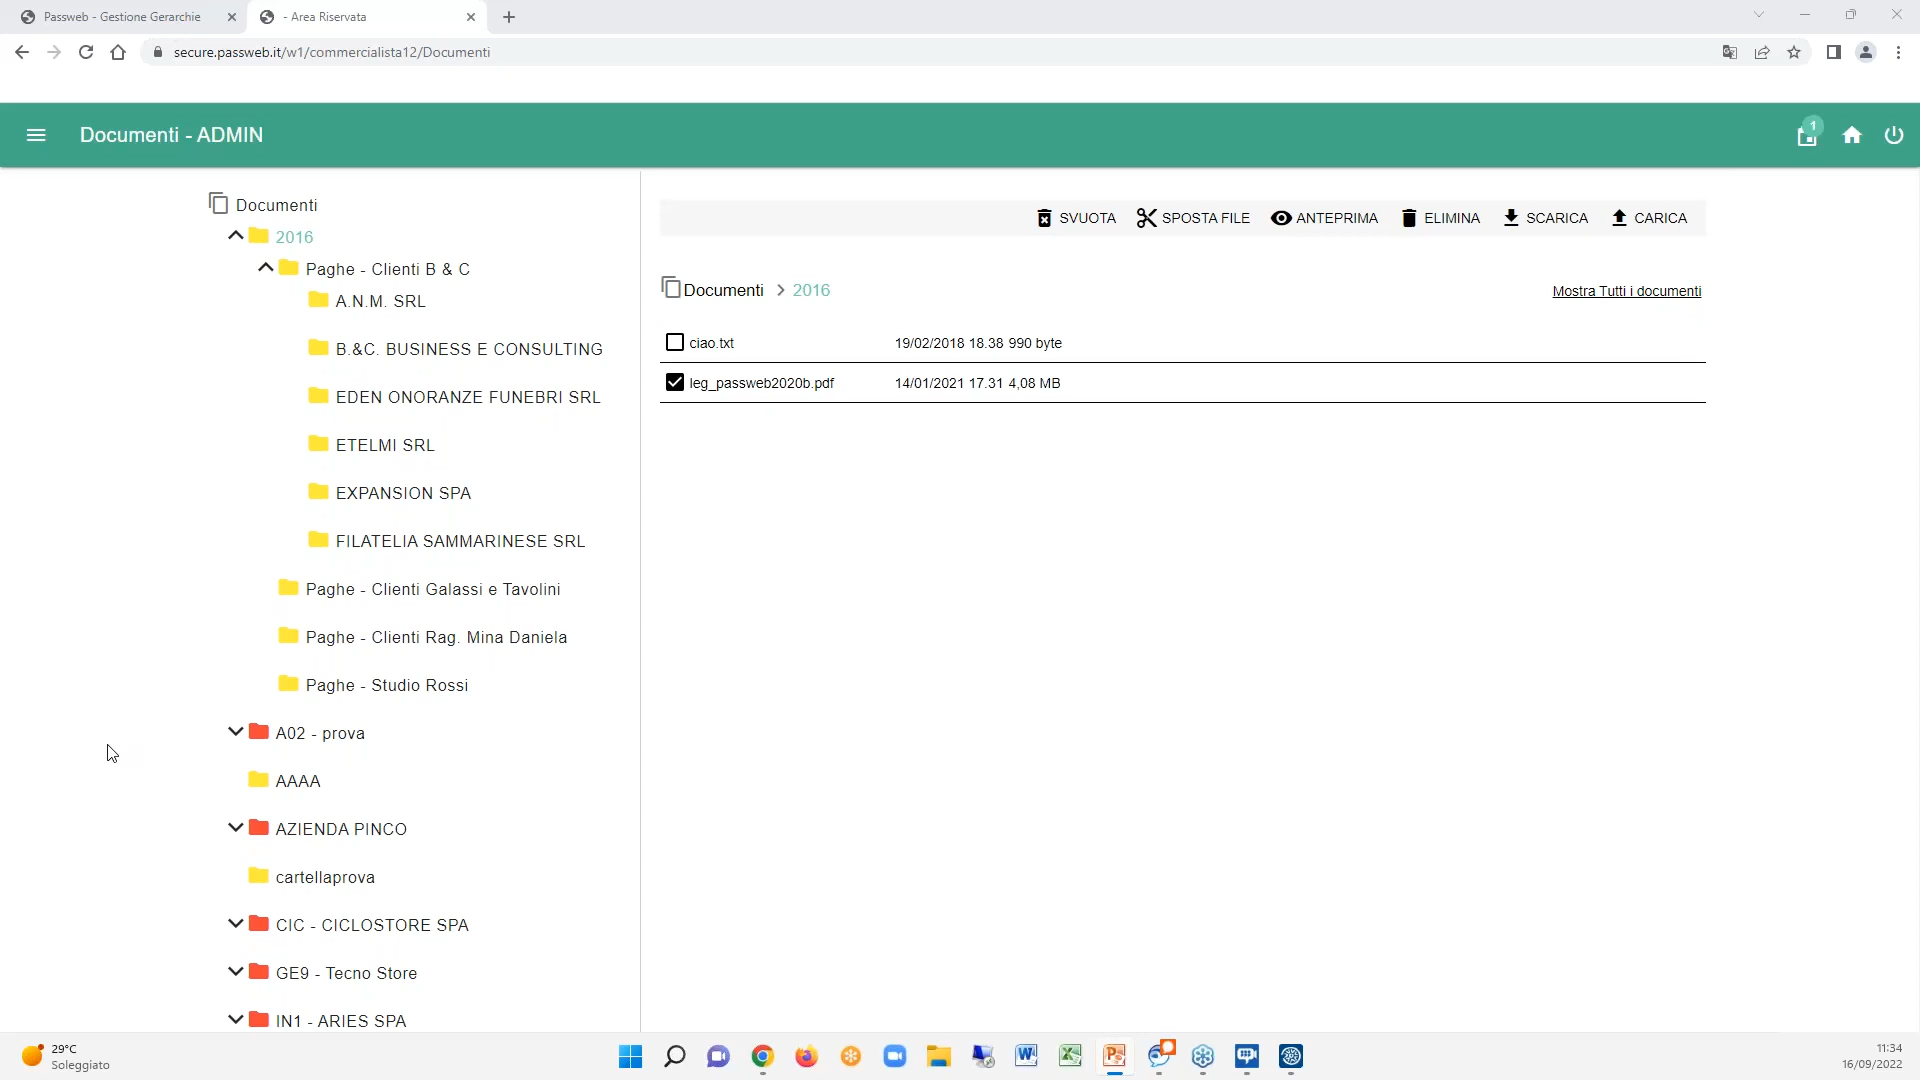 Passweb - Gestione Gerarchie
- Area Riservata
secure.passweb.it/w1/commercialista12/Documenti
Documenti - ADMIN
1
Documenti
2016
Paghe - Clienti B & C
A.N.M. SRL
B.&C. BUSINESS E CONSULTING
EDEN ONORANZE FUNEBRI SRL
ETELMI SRL
EXPANSION SPA
FILATELIA SAMMARINESE SRL
Paghe - Clienti Galassi e Tavolini
Paghe - Clienti Rag. Mina Daniela
Paghe - Studio Rossi
A02 - prova
AAAA
AZIENDA PINCO
cartellaprova
CIC - CICLOSTORE SPA
GE9 - Tecno Store
IN1 - ARIES SPA
SVUOTA SPOSTA FILE ANTEPRIMA ELIMINA SCARICA CARICA
Documenti > 2016
Mostra Tutti i documenti
ciao.txt 19/02/2018 18.38 990 byte
leg_passweb2020b.pdf 14/01/2021 17.31 4,08 MB
29°C
Soleggiato
11:34
16/09/2022